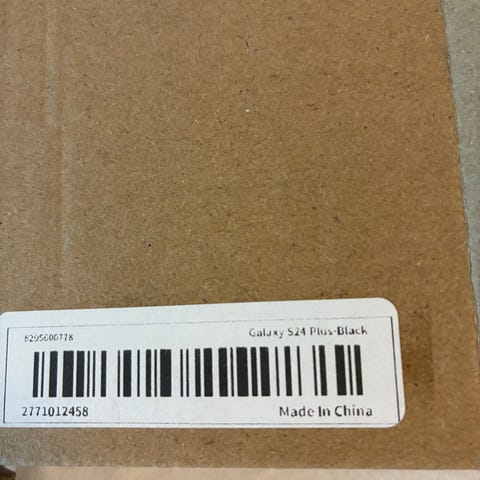 8295600778
Galaxy S24 Plus-Black
2771012458
Made In China